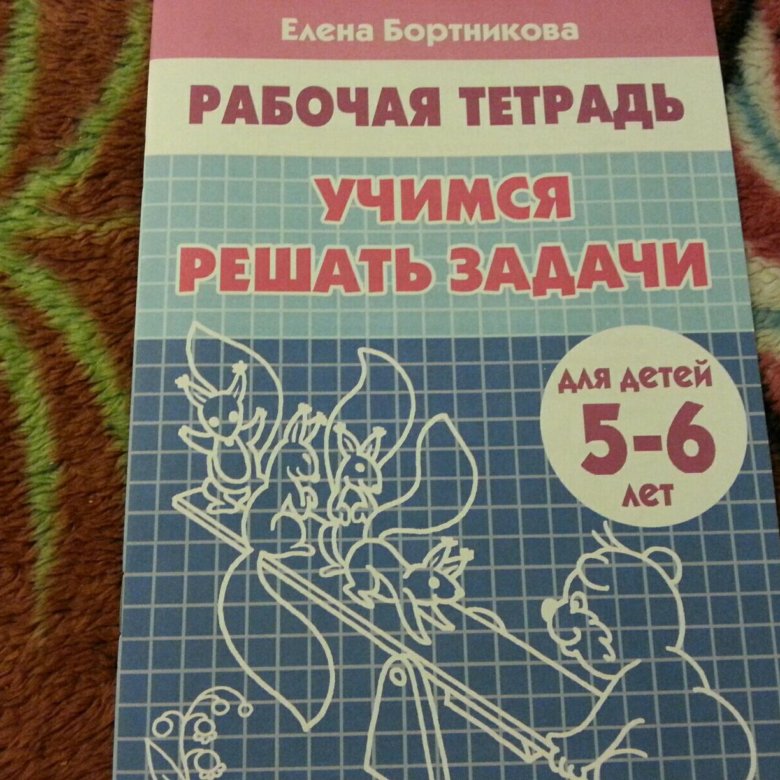 Елена Бортникова
РАБОЧАЯ ТЕТРАДЬ
УЧИМСЯ
РЕШАТЬ ЗАДАЧИ
для детей
5-6
лет